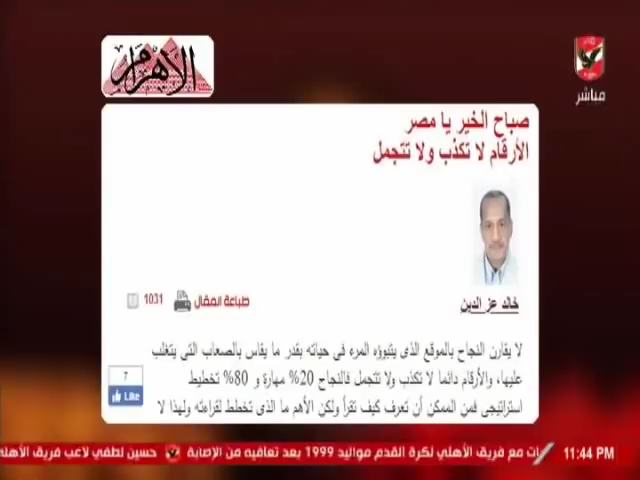 الأهرام
مباشر
صباح الخير يا مصر
الأرقام لا تكذب ولا تتجمل
خالد عز الدين
طباعة المقال
1031
لا يقارن النجاح بالموقع الذى يتبوؤه المرء فى حياته بقدر ما يقاس بالصعاب التى يتغلب
عليها، والأرقام دائما لا تكذب ولا تتجمل فالنجاح 20% مهارة و 80% تخطيط
استراتيجى فمن الممكن أن تعرف كيف تقرأ ولكن الأهم ما الذى تخطط لقراءته ولهذا لا
7
Like
ات مع فريق الأهلي لكرة القدم مواليد 1999 بعد تعافيه من الإصابة
حسين لطفي لاعب فريق الأهلي
11:44 PM